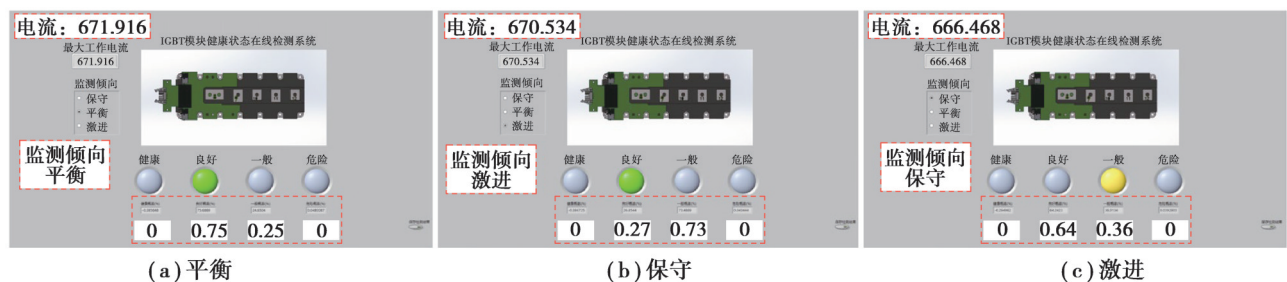 电流：671.916
IGBT模块健康状态在线检测系统
最大工作电流
671.916
监测倾向
保守
平衡
激进
监测倾向
平衡
健康 良好 一般 危险
0 0.75 0.25 0
(a)平衡
电流：670.534
IGBT模块健康状态在线检测系统
最大工作电流
670.534
监测倾向
保守
平衡
激进
监测倾向
激进
健康 良好 一般 危险
0 0.27 0.73 0
(b)保守
电流：666.468
IGBT模块健康状态在线检测系统
最大工作电流
666.468
监测倾向
保守
平衡
激进
监测倾向
保守
健康 良好 一般 危险
0 0.64 0.36 0
(c)激进